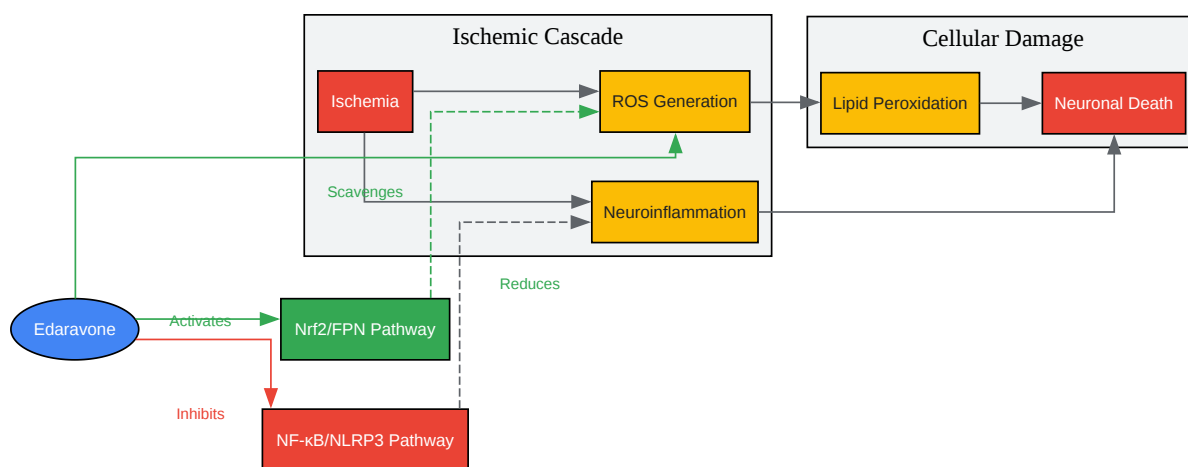 Ischemic Cascade
Cellular Damage
Ischemia
ROS Generation
Lipid Peroxidation
Neuronal Death
Scavenges
Neuroinflammation
Reduces
Edaravone
Activates
Nrf2/FPN Pathway
Inhibits
NF-κB/NLRP3 Pathway